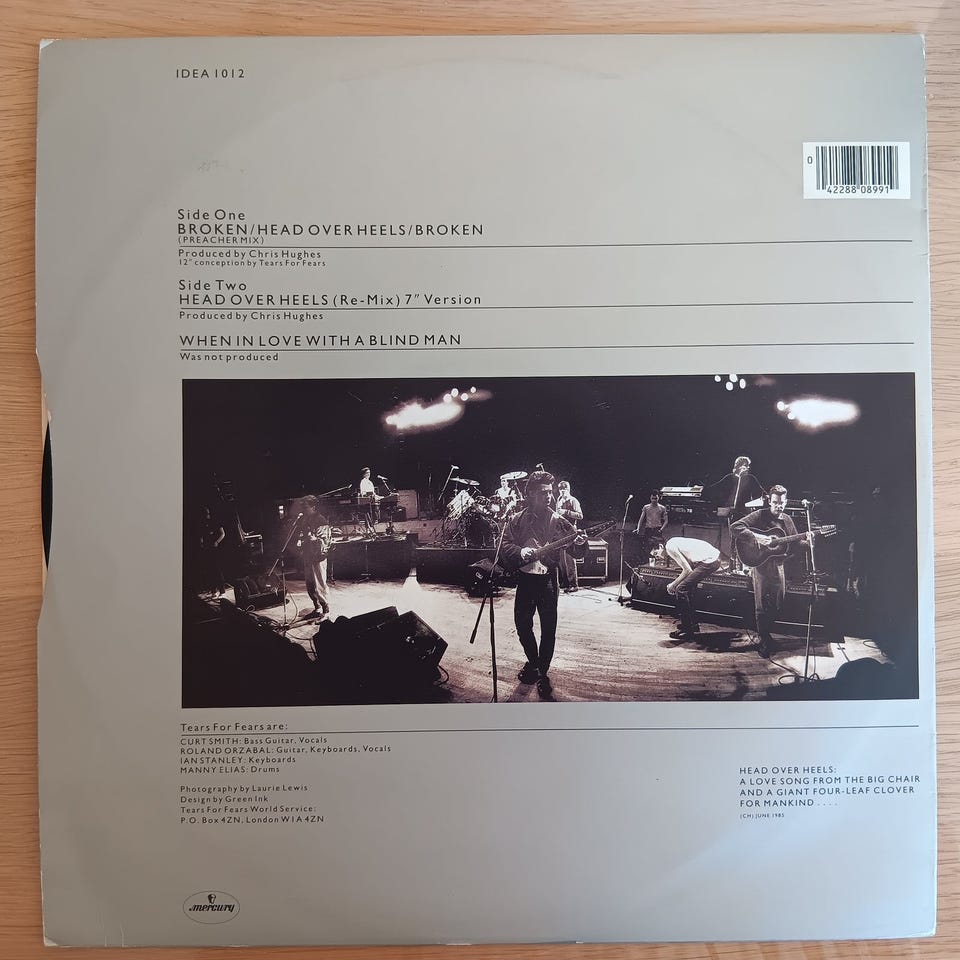 IDEA 1012
0
42288 08991
Side One
BROKEN/HEAD OVER HEELS/BROKEN
(PREACHER MIX)
Produced by Chris Hughes
12" conception by Tears For Fears
Side Two
HEAD OVER HEELS (Re-Mix) 7" Version
Produced by Chris Hughes
WHEN IN LOVE WITH A BLIND MAN
Was not produced
Tears For Fears are:
CURT SMITH: Bass Guitar, Vocals
ROLAND ORZABAL: Guitar, Keyboards, Vocals
IAN STANLEY: Keyboards
MANNY ELIAS: Drums
Photography by Laurie Lewis
Design by Green Ink
Tears For Fears World Service:
P.O. Box 4ZN, London W1A 4ZN
HEAD OVER HEELS:
A LOVE SONG FROM THE BIG CHAIR
AND A GIANT FOUR-LEAF CLOVER
FOR MANKIND . . . .
(CH) JUNE 1985
mercury